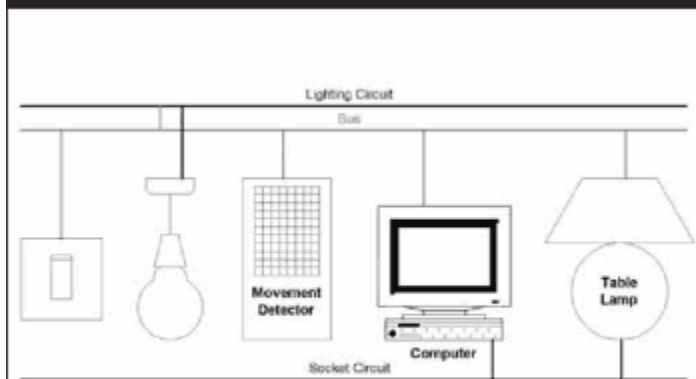 Lighting Circuit
Bus
Movement
Detector
Table
Lamp
Computer
Socket Circuit